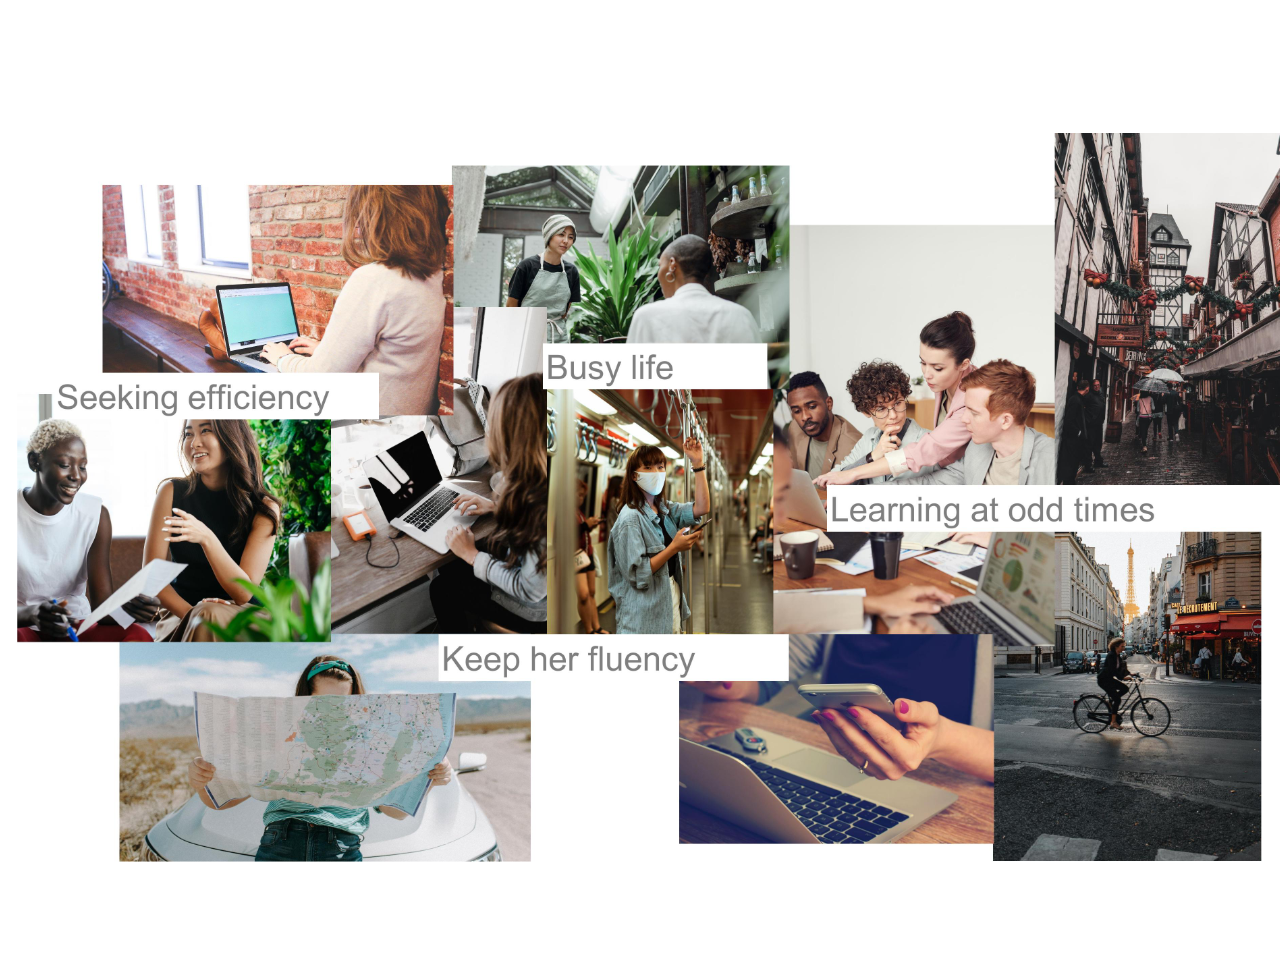 Busy life
Seeking efficiency
Learning at odd times
Keep her fluency